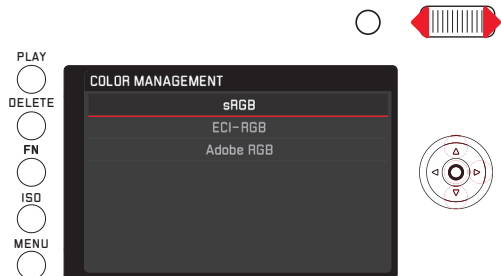 PLAY
DELETE
FN
ISO
MENU
COLOR MANAGEMENT
sRGB
ECI-RGB
Adobe RGB